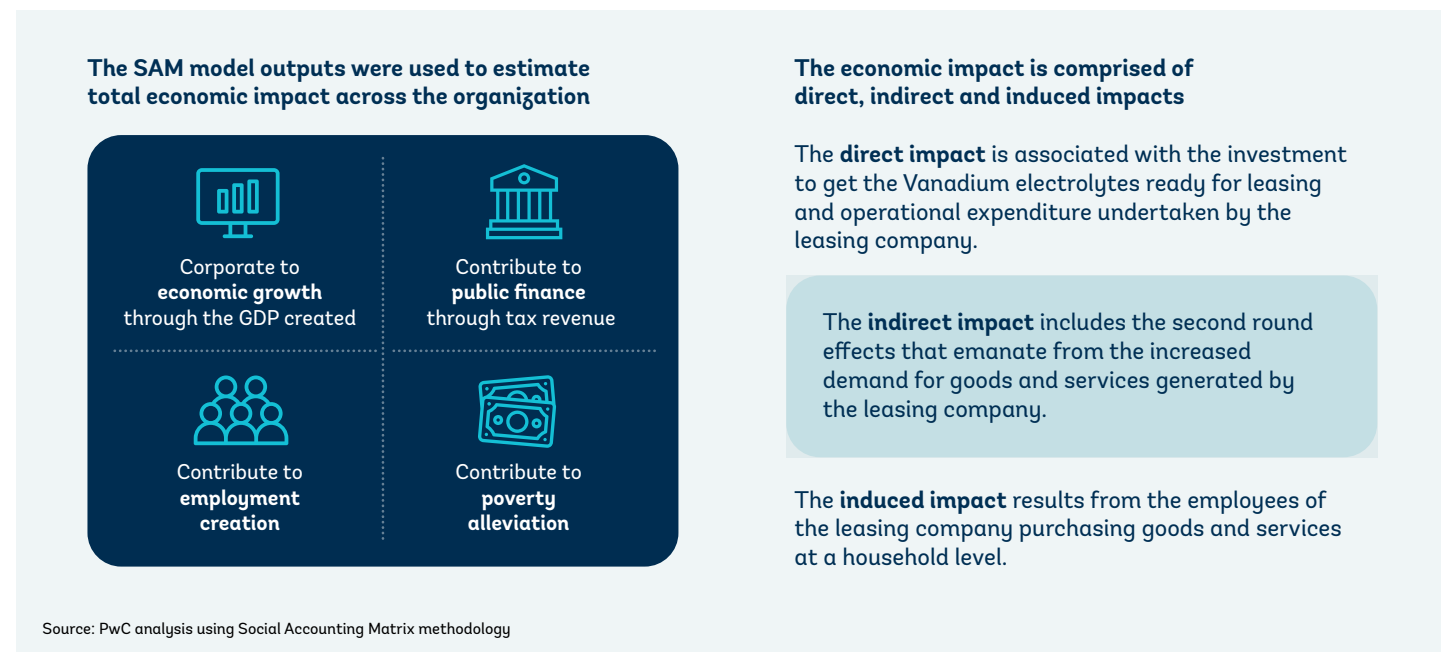 The SAM model outputs were used to estimate
total economic impact across the organization
Corporate to
economic growth
through the GDP created
Contribute to
public finance
through tax revenue
Contribute to
employment
creation
Contribute to
poverty
alleviation
The economic impact is comprised of
direct, indirect and induced impacts
The direct impact is associated with the investment
to get the Vanadium electrolytes ready for leasing
and operational expenditure undertaken by the
leasing company.
The indirect impact includes the second round
effects that emanate from the increased
demand for goods and services generated by
the leasing company.
The induced impact results from the employees of
the leasing company purchasing goods and services
at a household level.
Source: PwC analysis using Social Accounting Matrix methodology